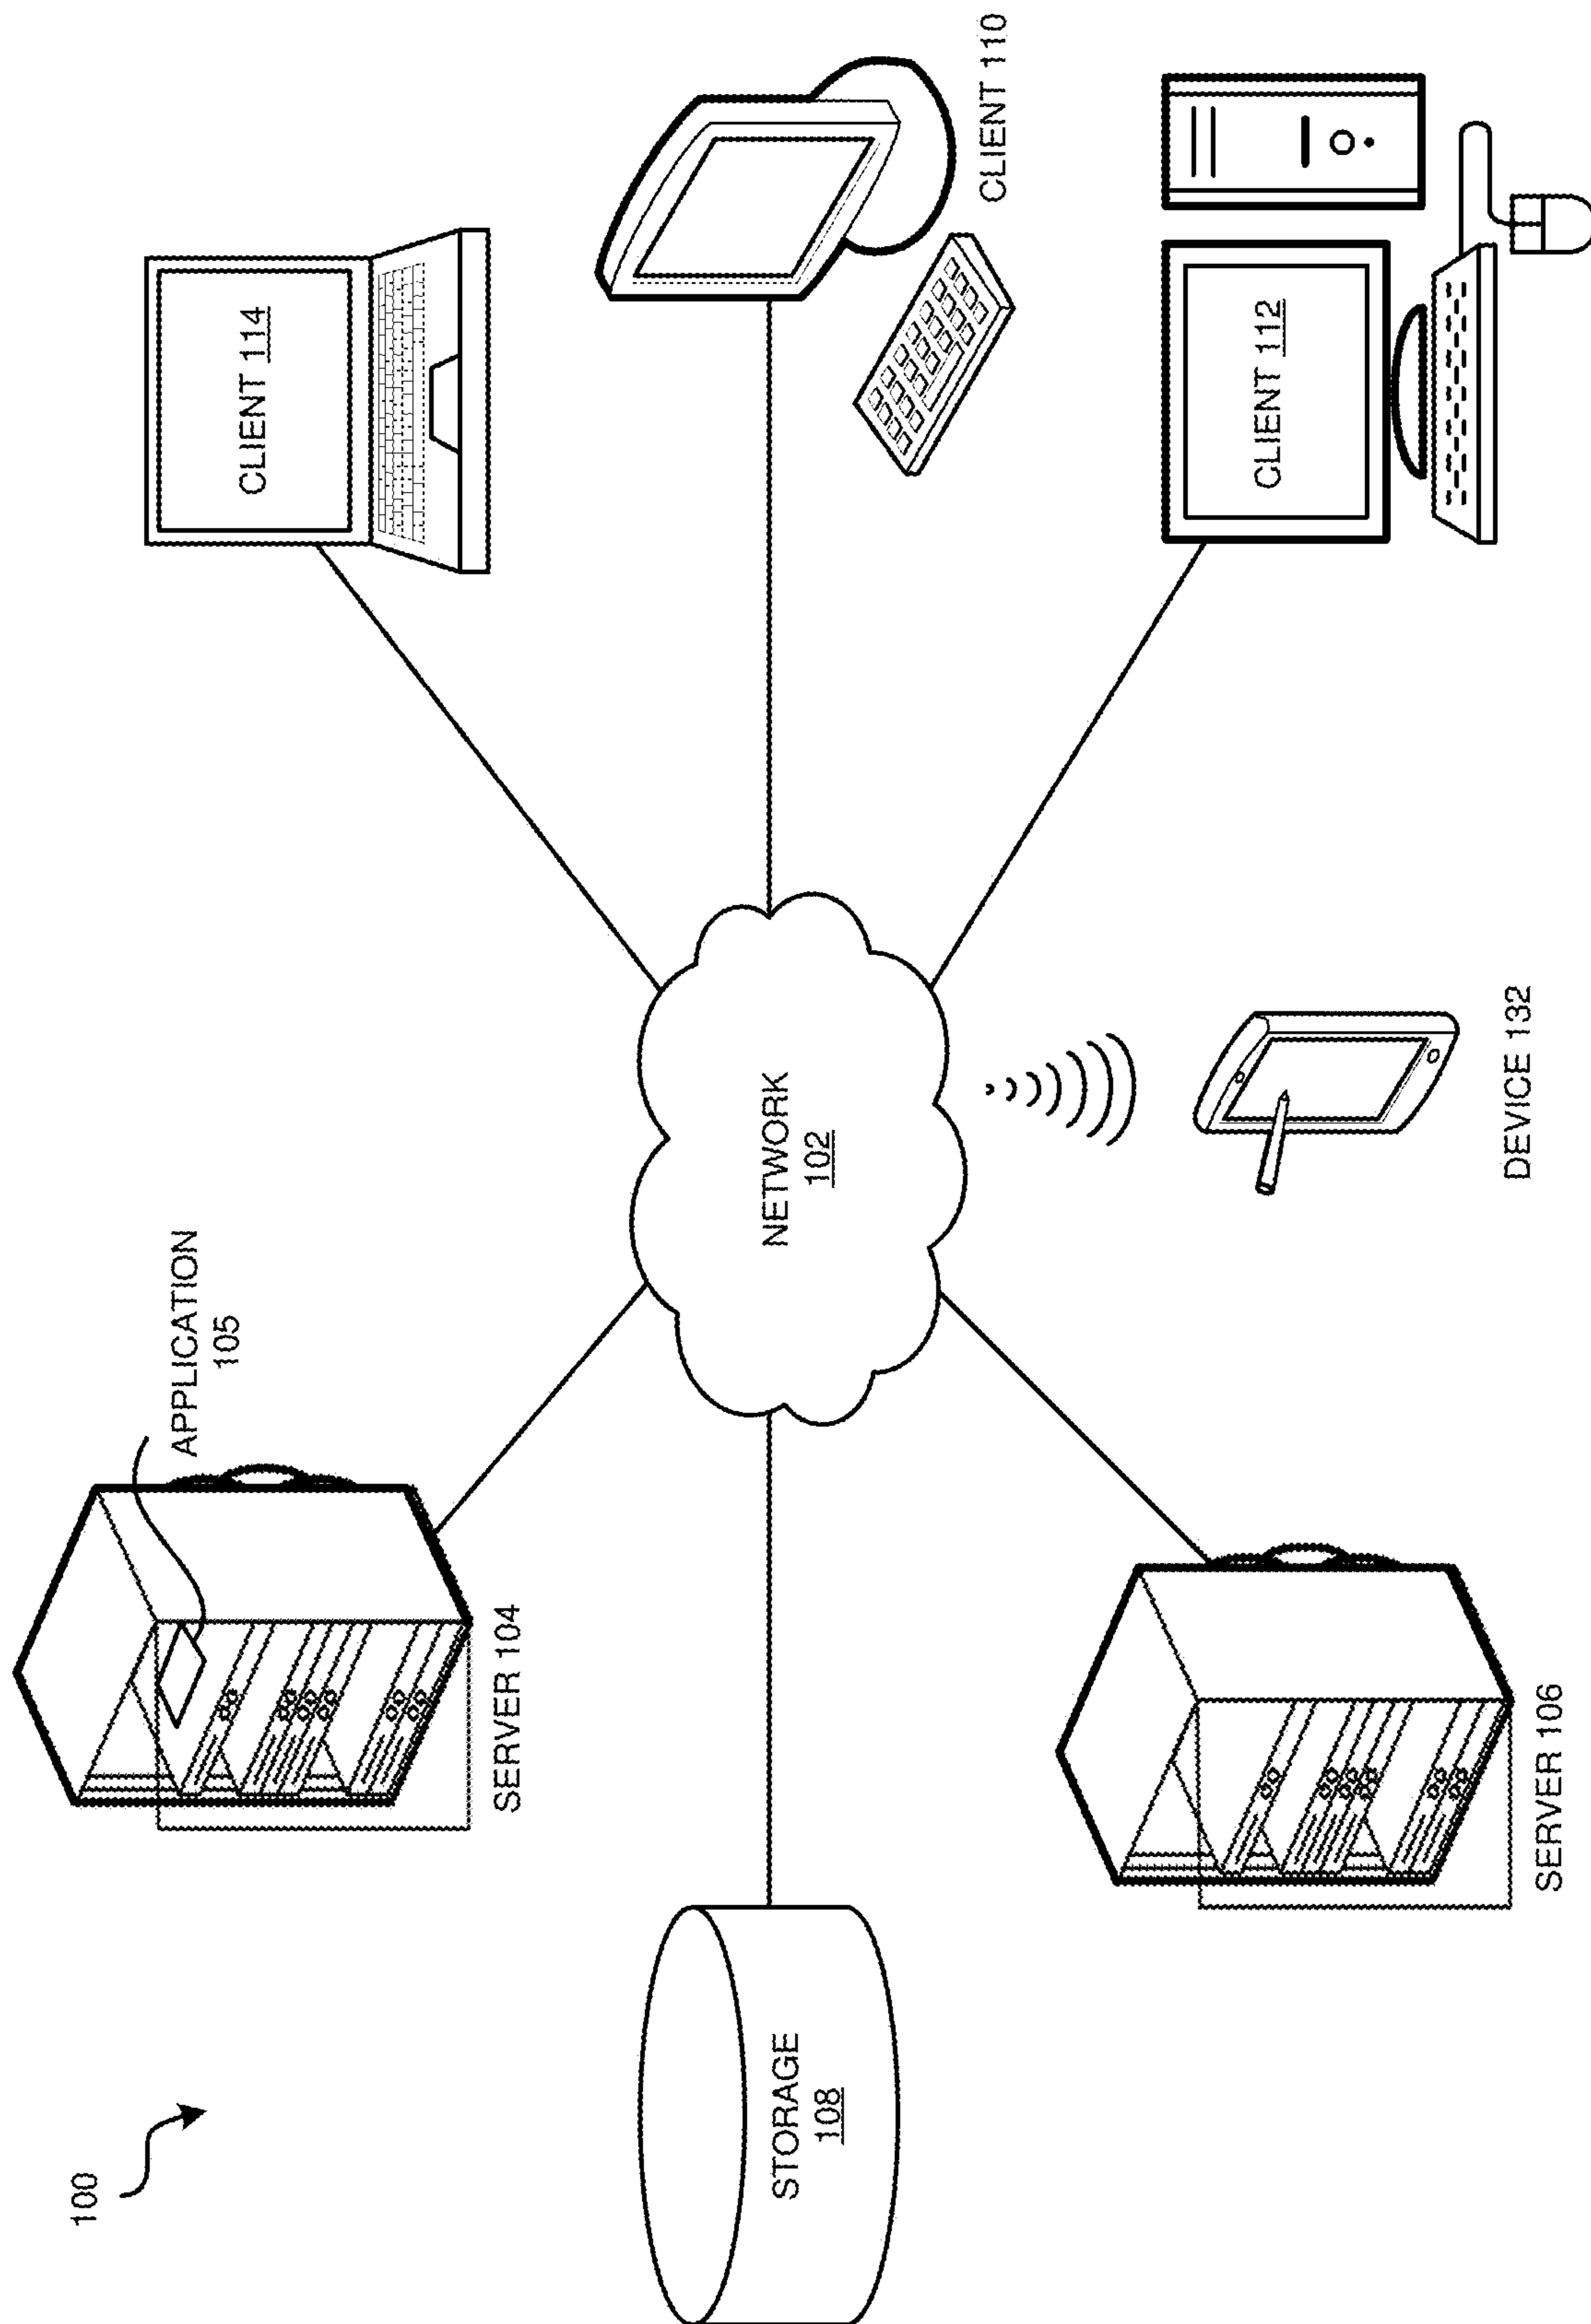 100
APPLICATION
105
SERVER 104
CLIENT 114
STORAGE
108
NETWORK
102
CLIENT 110
SERVER 106
DEVICE 132
CLIENT 112